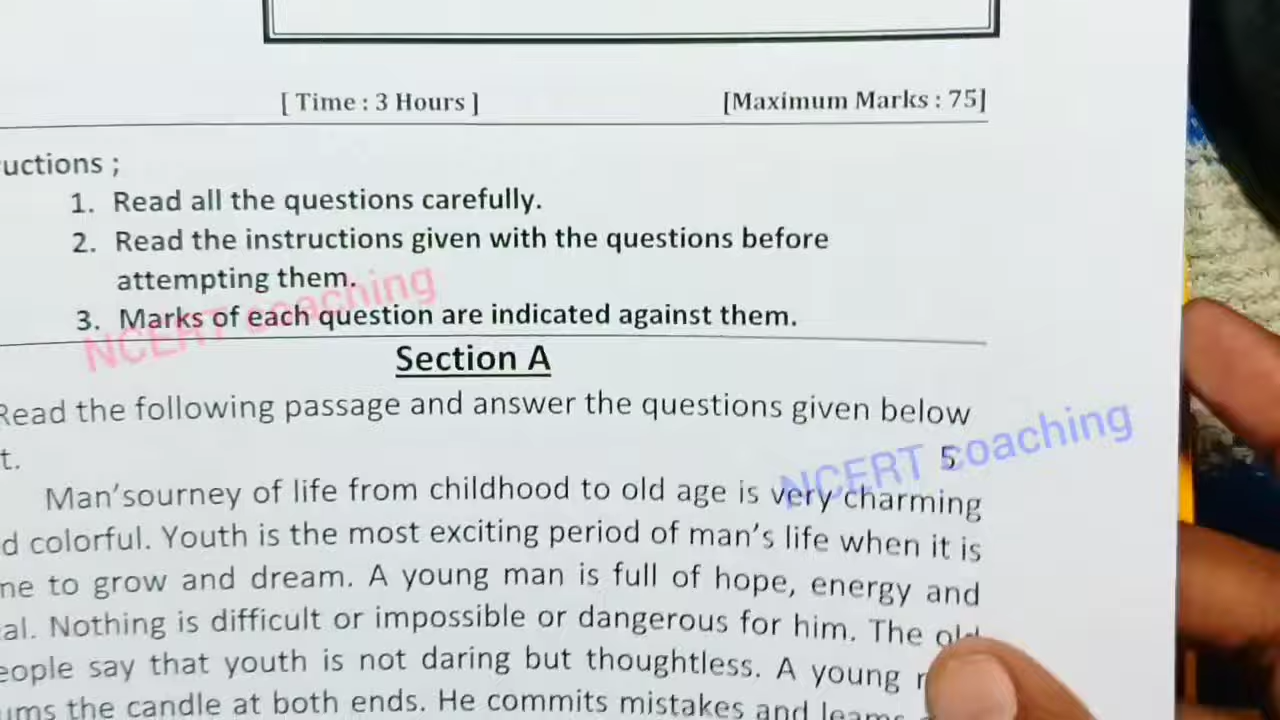 [ Time : 3 Hours ] [Maximum Marks : 75]
uctions ;
1. Read all the questions carefully.
2. Read the instructions given with the questions before
attempting them.
3. Marks of each question are indicated against them.
NCERT coaching
Section A
Read the following passage and answer the questions given below
t. 5
NCERT coaching
Man'sourney of life from childhood to old age is very charming
d colorful. Youth is the most exciting period of man's life when it is
me to grow and dream. A young man is full of hope, energy and
al. Nothing is difficult or impossible or dangerous for him. The old
eople say that youth is not daring but thoughtless. A young
the candle at both ends. He commits mistakes and